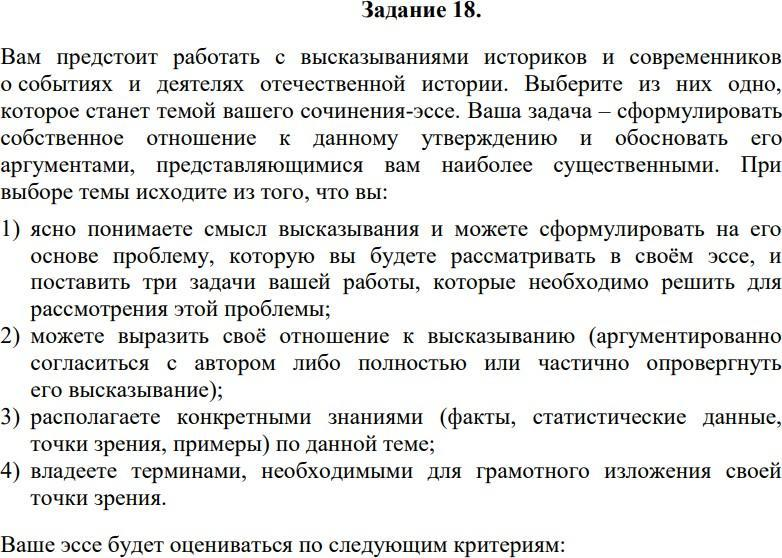 Задание 18.
Вам предстоит работать с высказываниями историков и современников
о событиях и деятелях отечественной истории. Выберите из них одно,
которое станет темой вашего сочинения-эссе. Ваша задача – сформулировать
собственное отношение к данному утверждению и обосновать его
аргументами, представляющимися вам наиболее существенными. При
выборе темы исходите из того, что вы:
1) ясно понимаете смысл высказывания и можете сформулировать на его
основе проблему, которую вы будете рассматривать в своём эссе, и
поставить три задачи вашей работы, которые необходимо решить для
рассмотрения этой проблемы;
2) можете выразить своё отношение к высказыванию (аргументированно
согласиться с автором либо полностью или частично опровергнуть
его высказывание);
3) располагаете конкретными знаниями (факты, статистические данные,
точки зрения, примеры) по данной теме;
4) владеете терминами, необходимыми для грамотного изложения своей
точки зрения.
Ваше эссе будет оцениваться по следующим критериям: